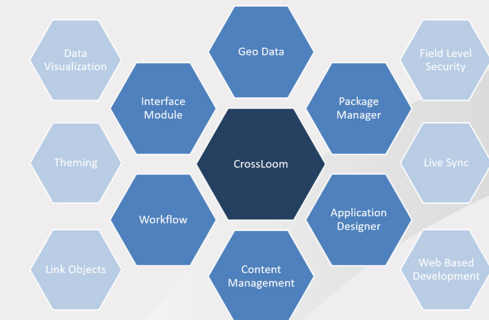 Geo Data
Data
Visualization
Field Level
Security
Interface
Module
Package
Manager
Theming
CrossLoom
Live Sync
Workflow
Application
Designer
Link Objects
Content
Management
Web Based
Development